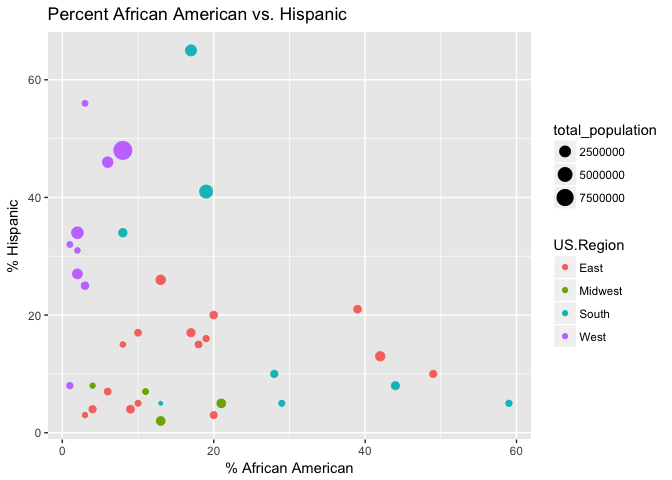 Percent African American vs. Hispanic
% Hispanic
60
40
20
0
0 20 40 60
% African American
total_population
2500000
5000000
7500000
US.Region
East
Midwest
South
West